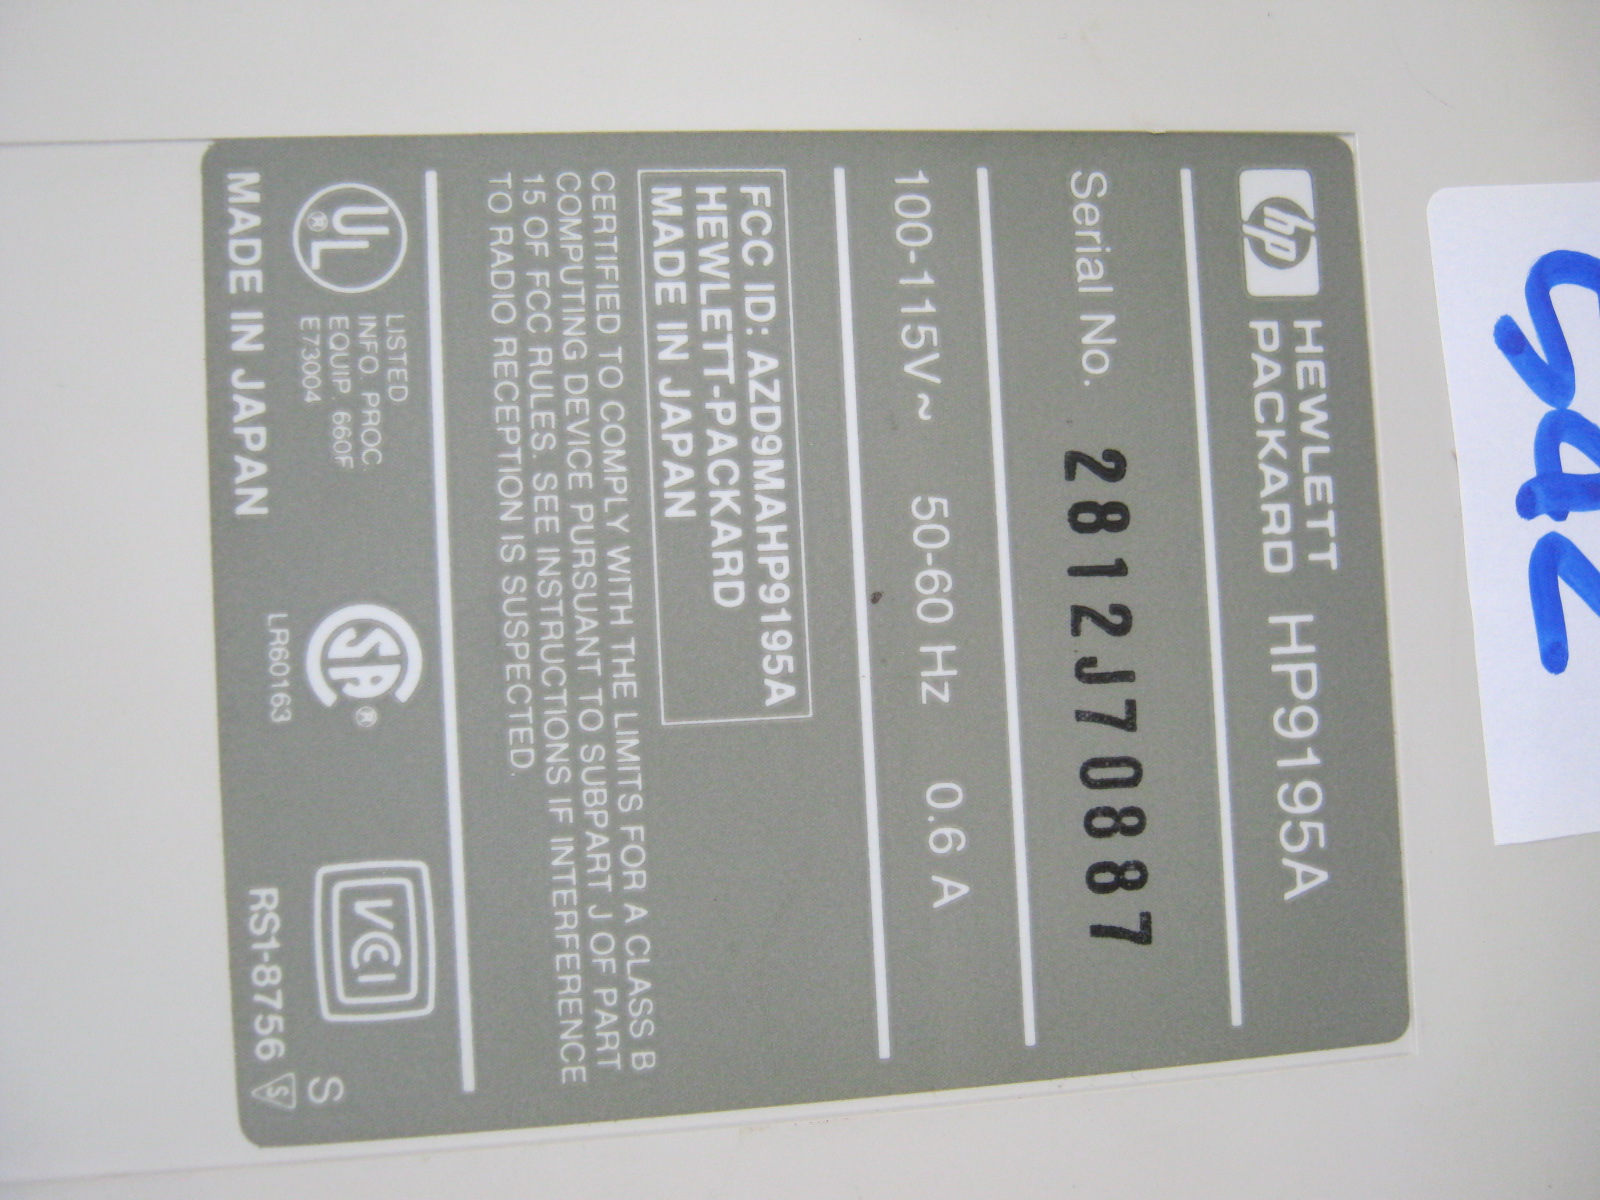 hp HEWLETT PACKARD HP9195A
Serial No. 2812J70887
100-115V~ 50-60 Hz 0.6 A
FCC ID: AZD9MAHP9195A
HEWLETT-PACKARD
MADE IN JAPAN
CERTIFIED TO COMPLY WITH THE LIMITS FOR A CLASS B
COMPUTING DEVICE PURSUANT TO SUBPART J OF PART
15 OF FCC RULES. SEE INSTRUCTIONS IF INTERFERENCE
TO RADIO RECEPTION IS SUSPECTED.
UL ®
LISTED
INFO. PROC.
EQUIP. 660F
E73004
SA ®
LR60163
VCCI
S
MADE IN JAPAN
RS1-8756 S